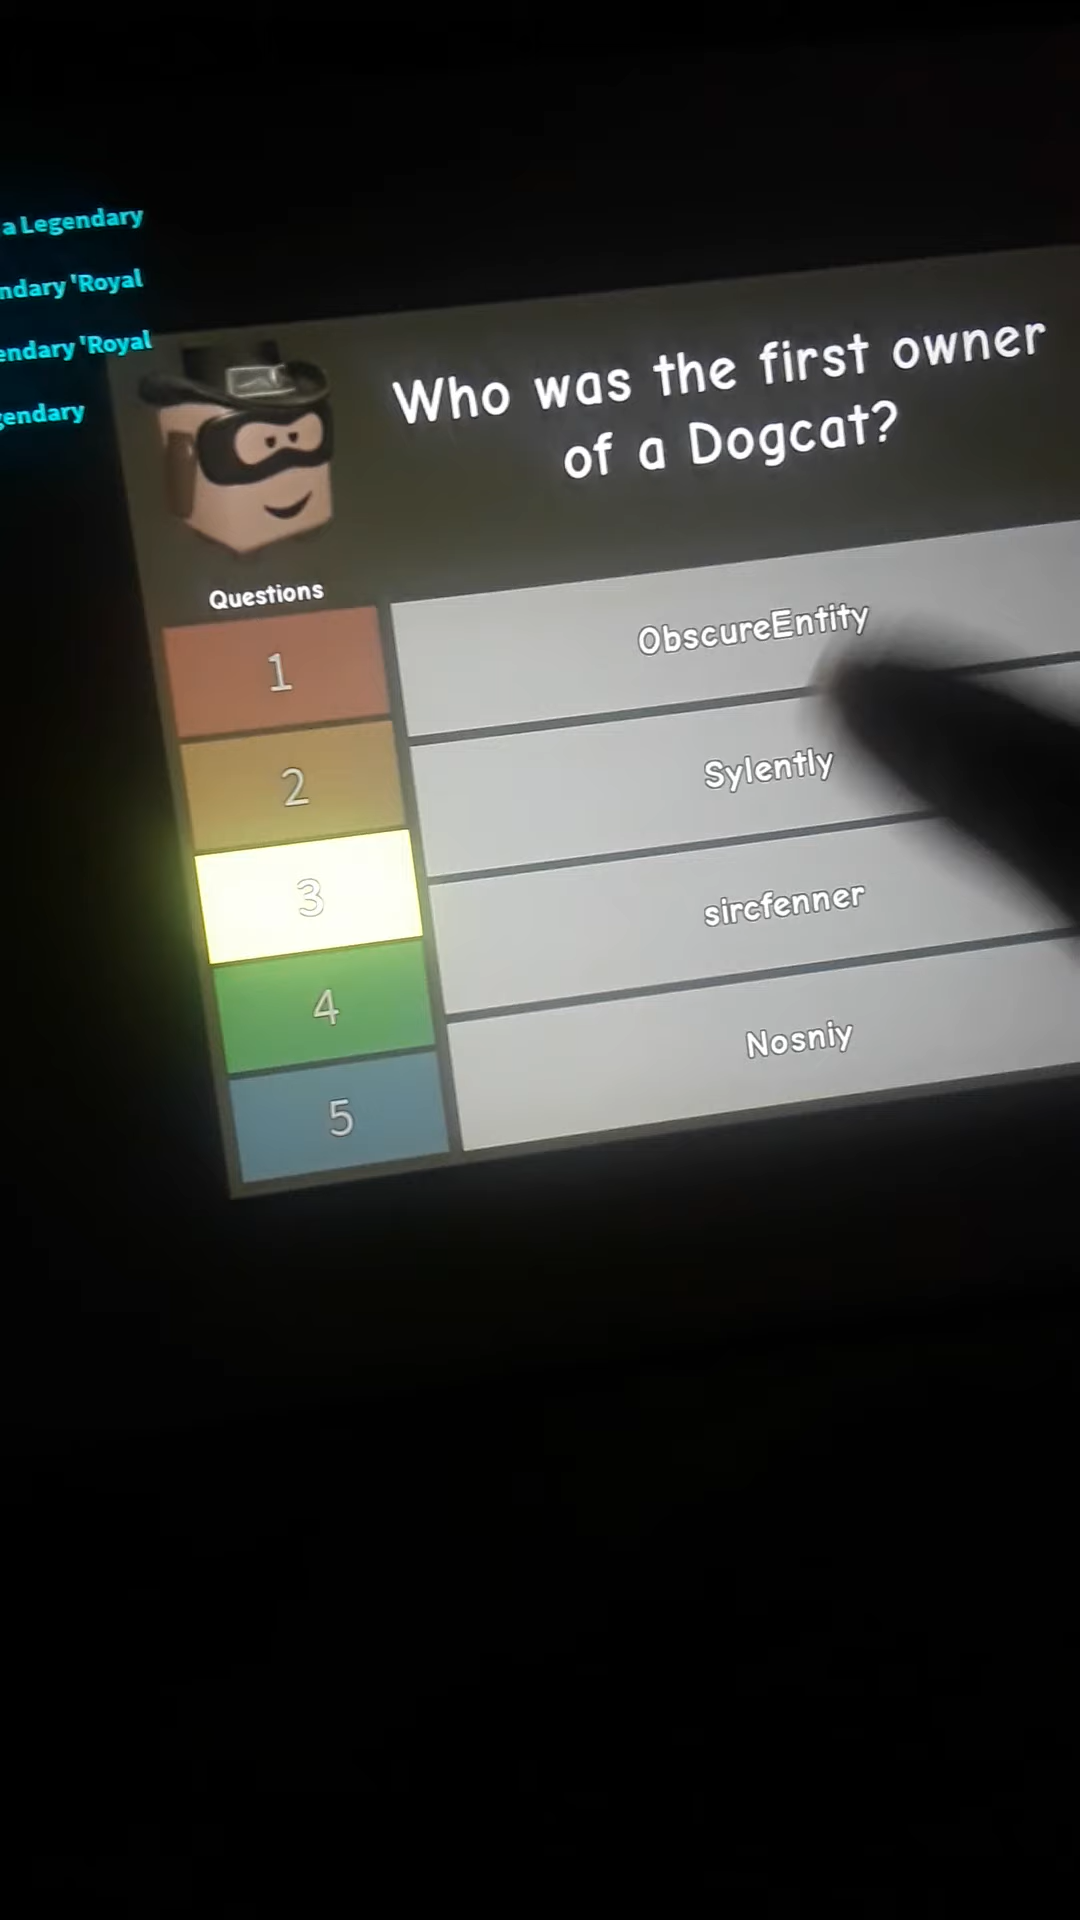 a Legendary
ndary 'Royal
endary 'Royal
gendary
Who was the first owner
of a Dogcat?
Questions
1
2
3
4
5
ObscureEntity
Sylently
sircfenner
Nosniy